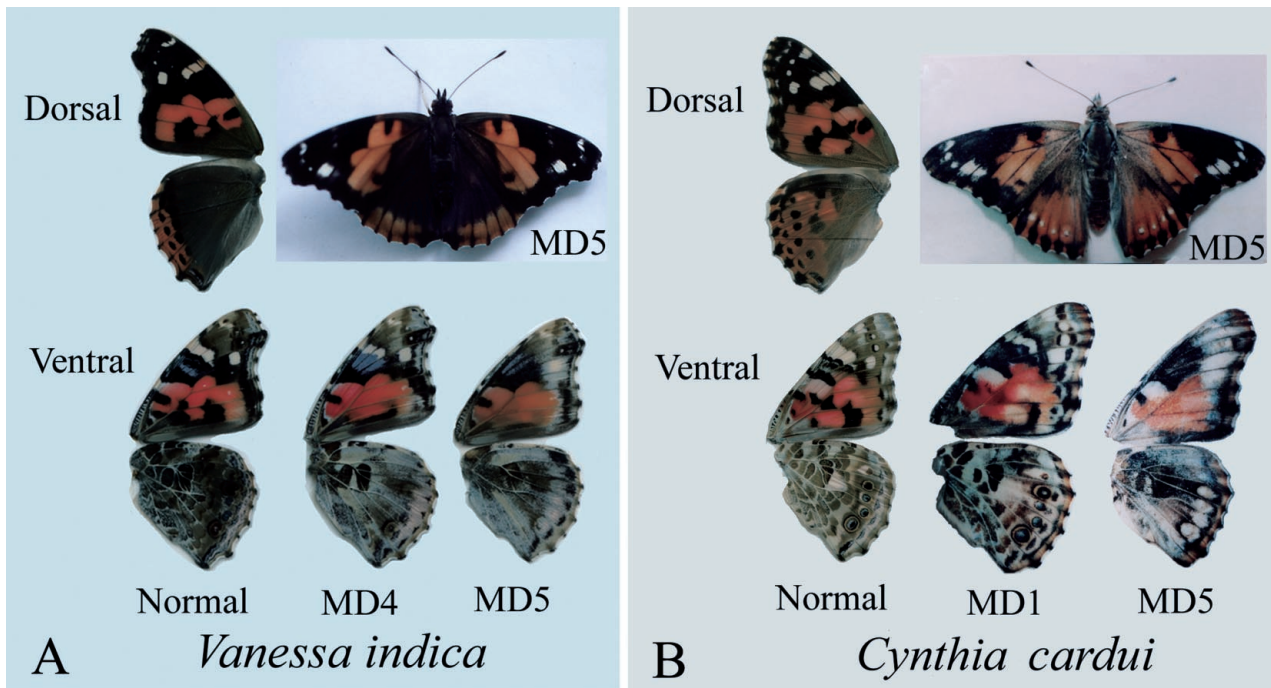 Dorsal
MD5
Ventral
Normal MD4 MD5
A Vanessa indica
Dorsal
MD5
Ventral
Normal MD1 MD5
B Cynthia cardui